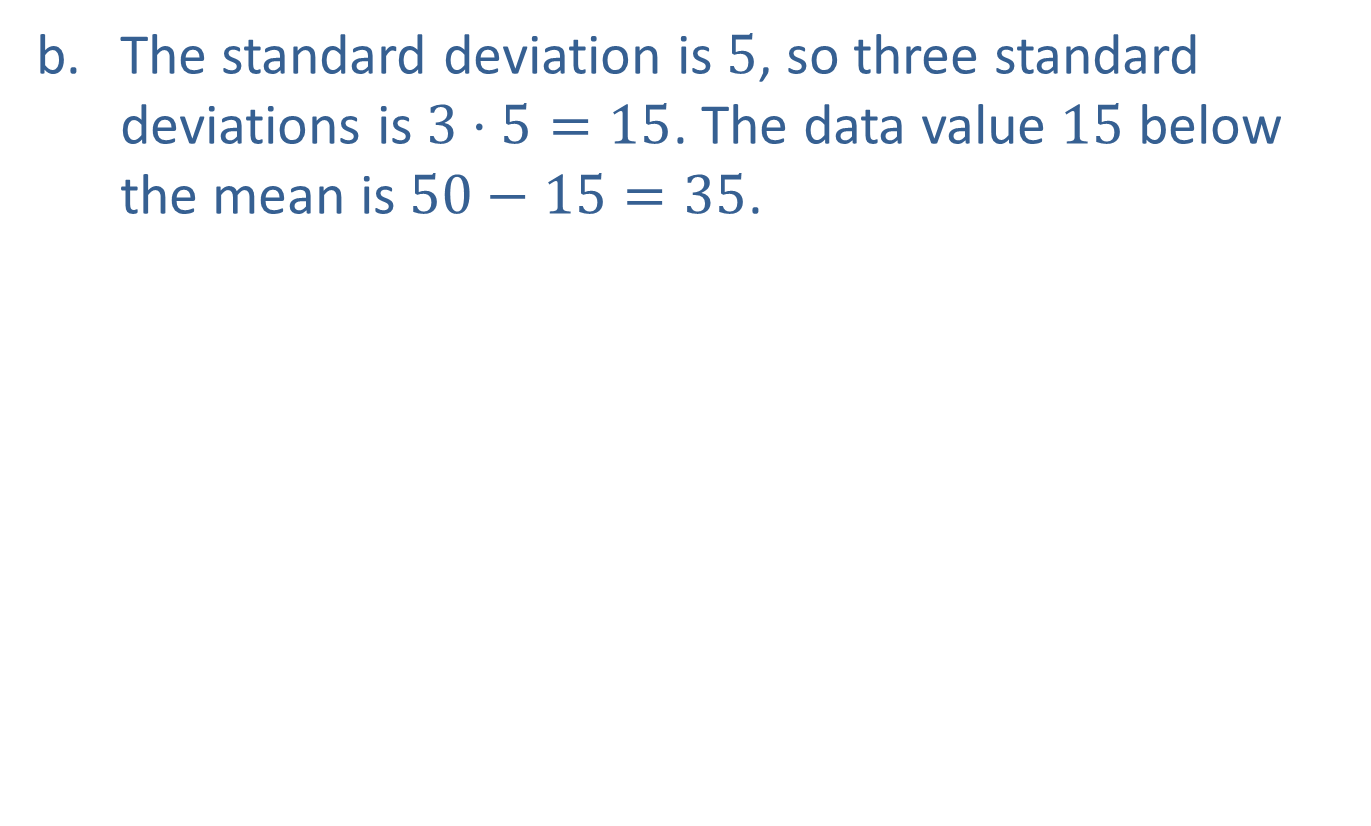 b. The standard deviation is 5, so three standard
deviations is 3 · 5 = 15. The data value 15 below
the mean is 50 − 15 = 35.